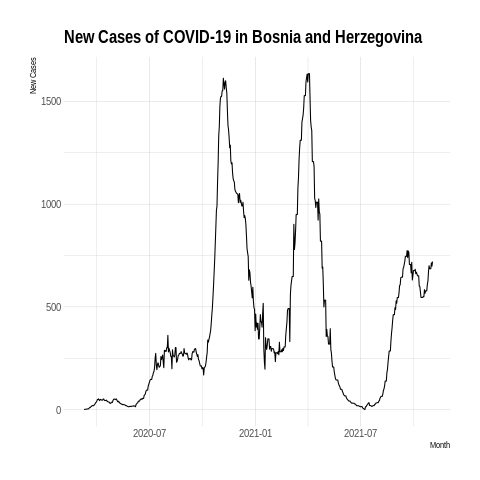 New Cases of COVID-19 in Bosnia and Herzegovina
New Cases
1500
1000
500
0
2020-07
2021-01
2021-07
Month